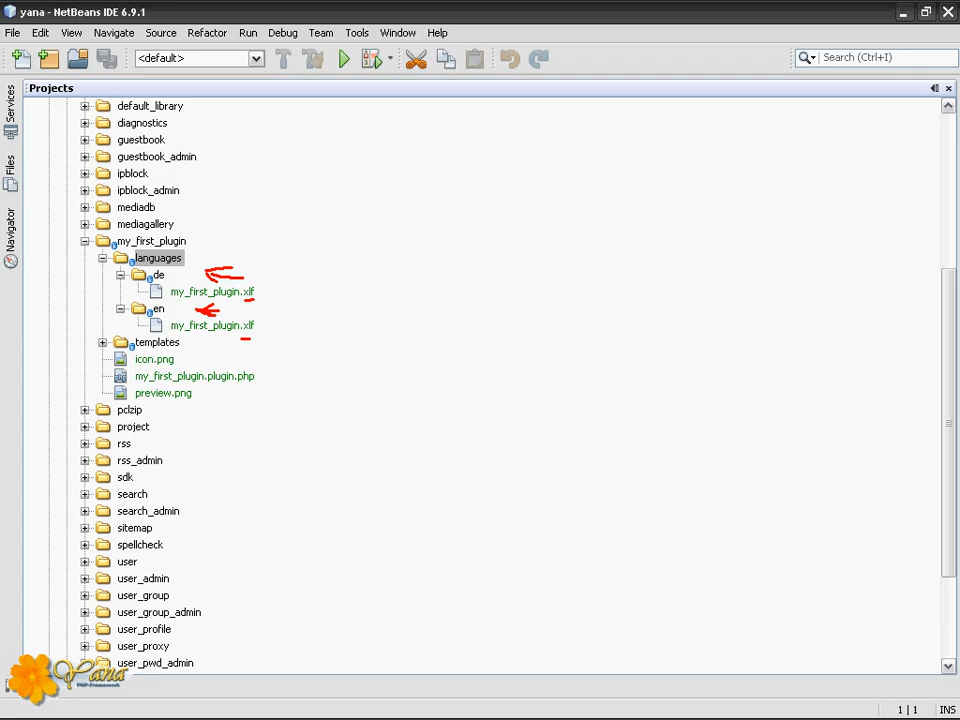 yana - NetBeans IDE 6.9.1
File Edit View Navigate Source Refactor Run Debug Team Tools Window Help
<default>
Search (Ctrl+I)
Projects
Services
Files
Navigator
default_library
diagnostics
guestbook
guestbook_admin
ipblock
ipblock_admin
mediadb
mediagallery
my_first_plugin
languages
de
my_first_plugin.xlf
en
my_first_plugin.xlf
templates
icon.png
my_first_plugin.plugin.php
preview.png
pclzip
project
rss
rss_admin
sdk
search
search_admin
sitemap
spellcheck
user
user_admin
user_group
user_group_admin
user_profile
user_proxy
user_pwd_admin
Yana
PHP-Framework
1 | 1 INS